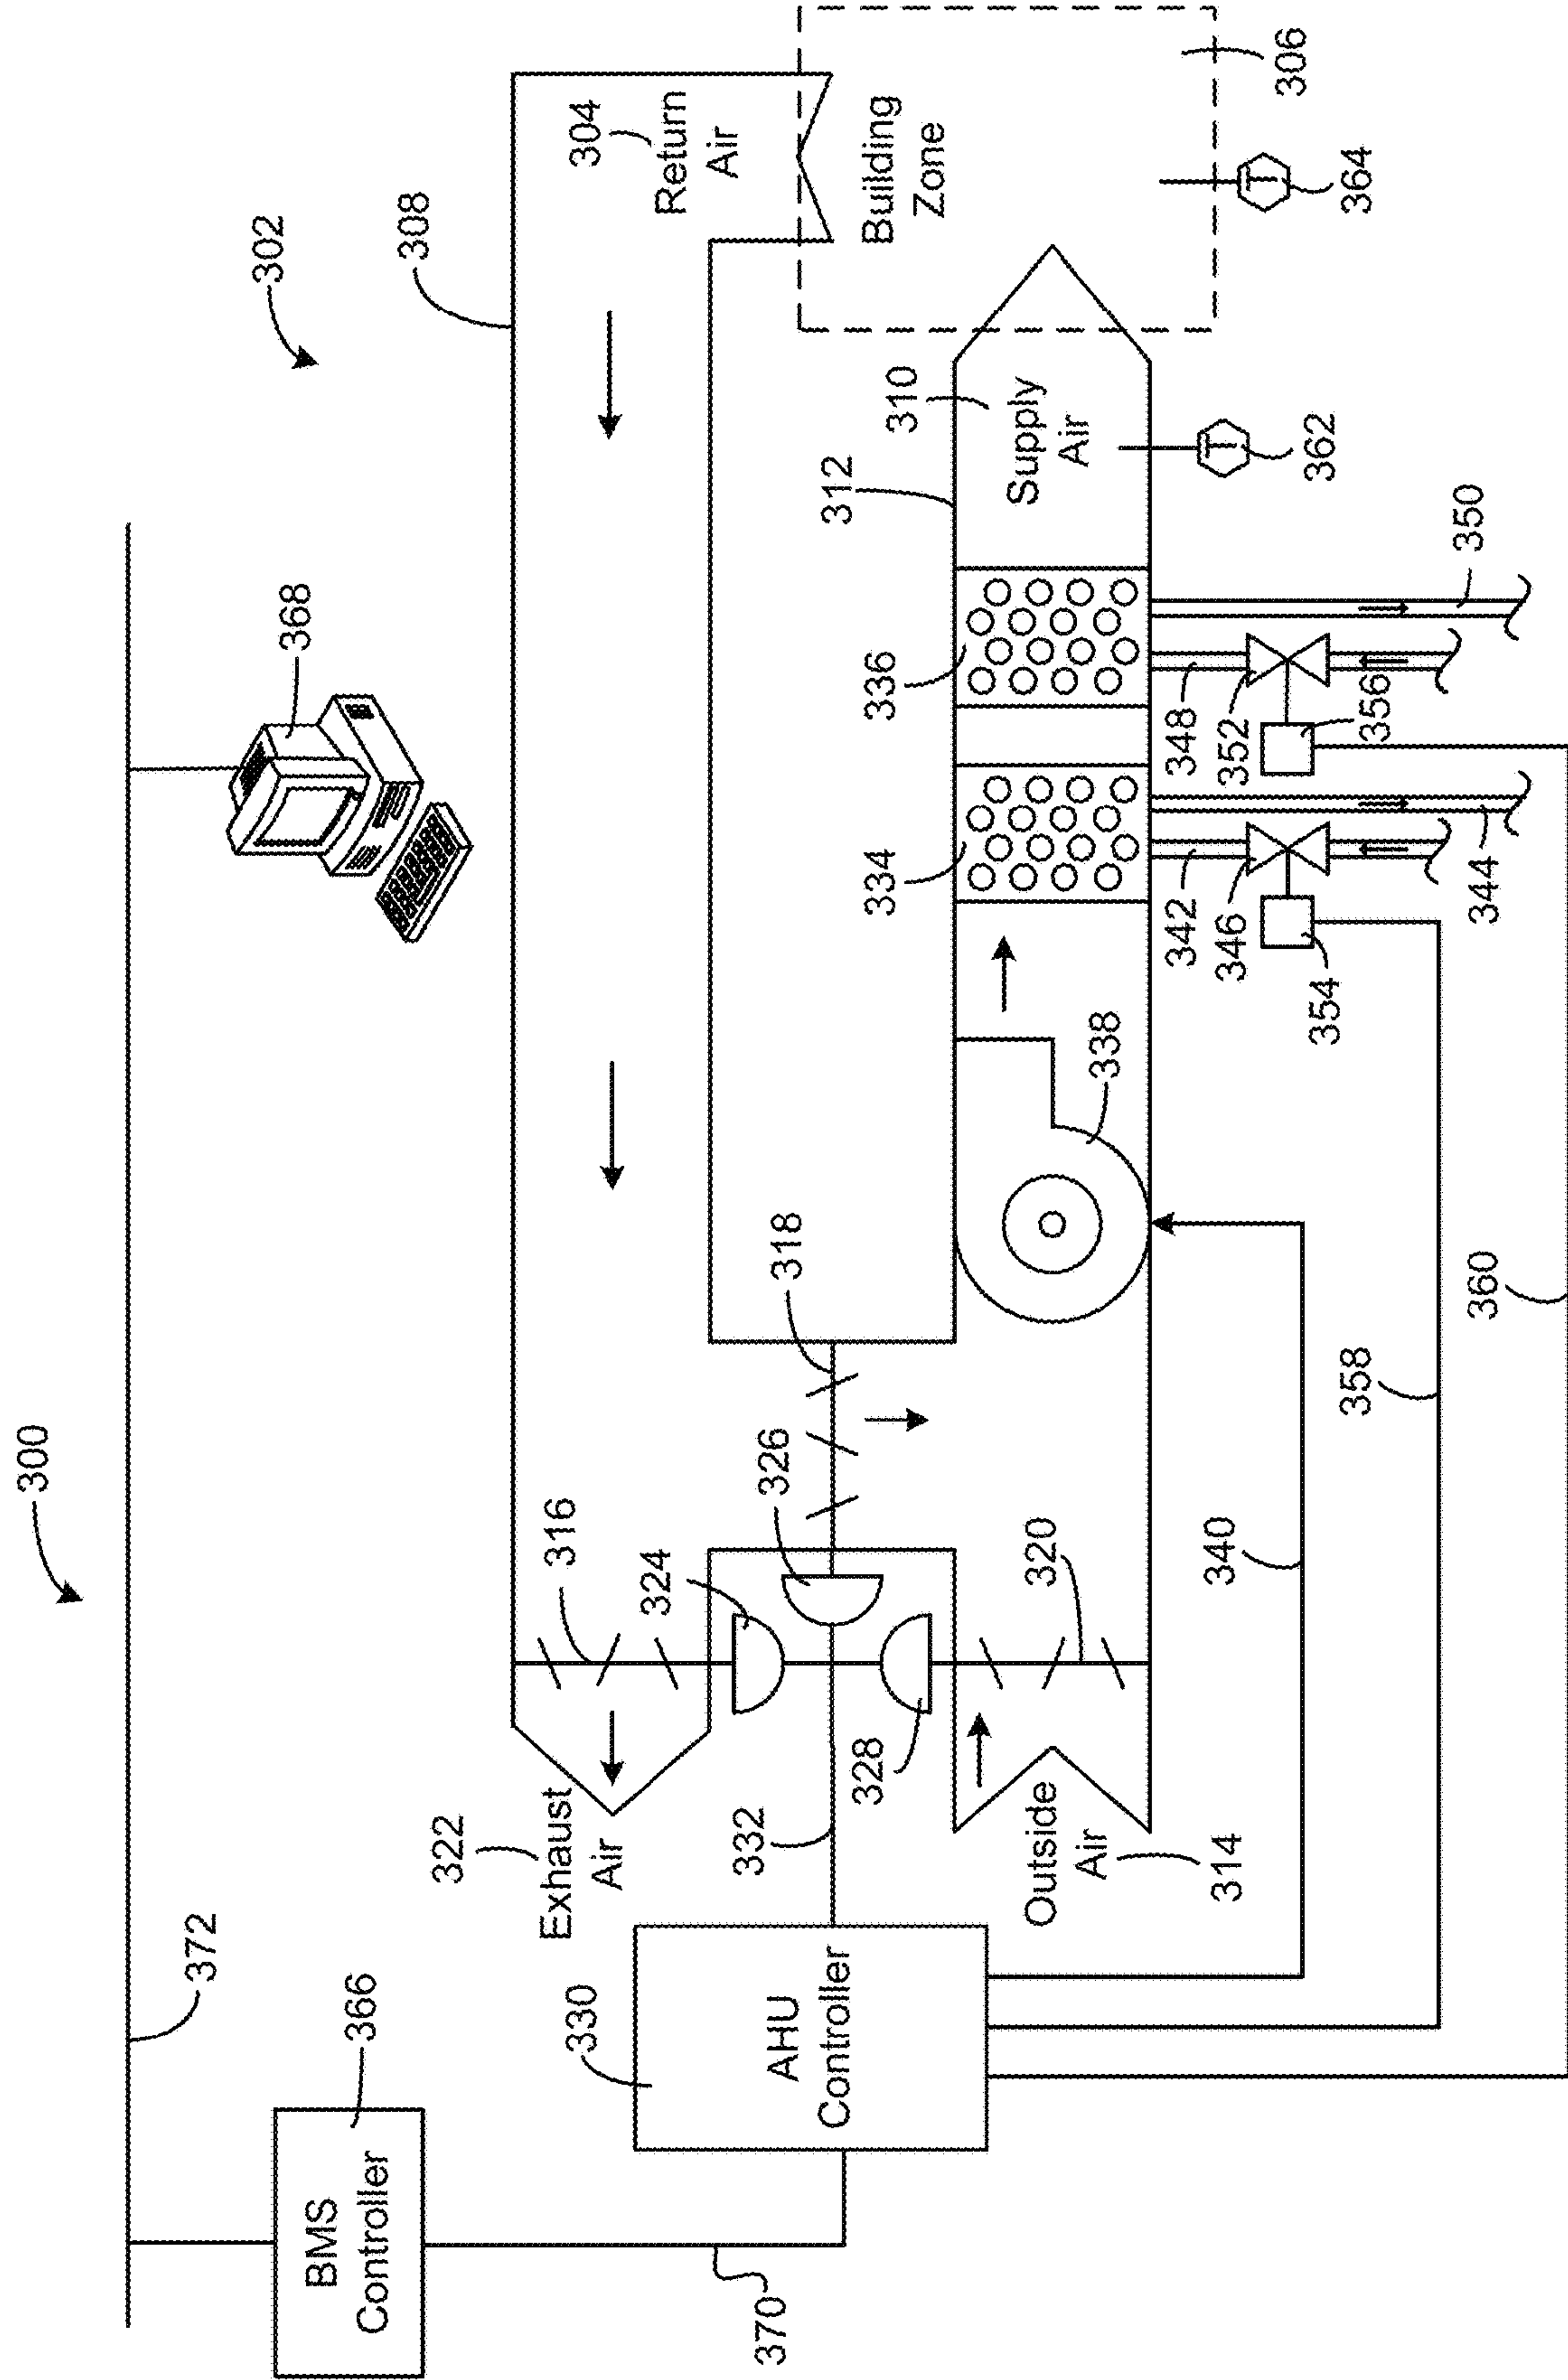 300
372
366
BMS
Controller
370
368
302
308
304
Return
Air
Building
Zone
306
364
T
322
Exhaust
Air
316
324
326
318
328
332
330
AHU
Controller
Outside
Air
314
320
338
334
336
312
310
Supply
Air
T
362
342
346
354
344
348
352
356
350
340
358
360